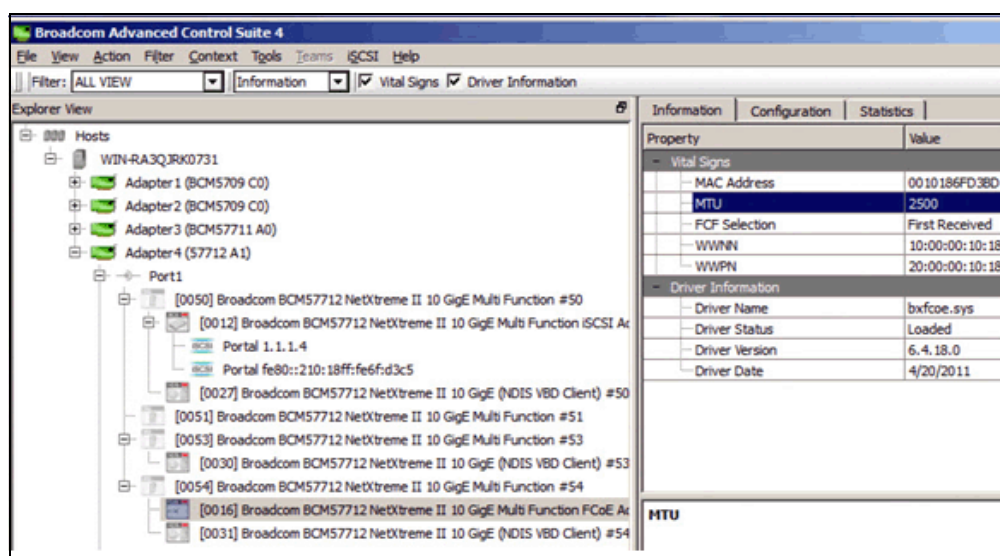 Broadcom Advanced Control Suite 4
File View Action Filter Context Tools Teams iSCSI Help
Filter: ALL VIEW Information Vital Signs Driver Information
Explorer View
Hosts
WIN-RA3QJRK0731
Adapter1 (BCM5709 C0)
Adapter2 (BCM5709 C0)
Adapter3 (BCM57711 A0)
Adapter4 (57712 A1)
Port1
[0050] Broadcom BCM57712 NetXtreme II 10 GigE Multi Function #50
[0012] Broadcom BCM57712 NetXtreme II 10 GigE Multi Function iSCSI Ac
Portal 1.1.1.4
Portal fe80::210:18ff:fe6f:d3c5
[0027] Broadcom BCM57712 NetXtreme II 10 GigE (NDIS VBD Client) #50
[0051] Broadcom BCM57712 NetXtreme II 10 GigE Multi Function #51
[0053] Broadcom BCM57712 NetXtreme II 10 GigE Multi Function #53
[0030] Broadcom BCM57712 NetXtreme II 10 GigE (NDIS VBD Client) #53
[0054] Broadcom BCM57712 NetXtreme II 10 GigE Multi Function #54
[0016] Broadcom BCM57712 NetXtreme II 10 GigE Multi Function FCoE Ac
[0031] Broadcom BCM57712 NetXtreme II 10 GigE (NDIS VBD Client) #54
Information Configuration Statistics
Property Value
Vital Signs
MAC Address 0010186FD3BD
MTU 2500
FCF Selection First Received
WWNN 10:00:00:10:18
WWPN 20:00:00:10:18
Driver Information
Driver Name bxfcoe.sys
Driver Status Loaded
Driver Version 6.4.18.0
Driver Date 4/20/2011
MTU